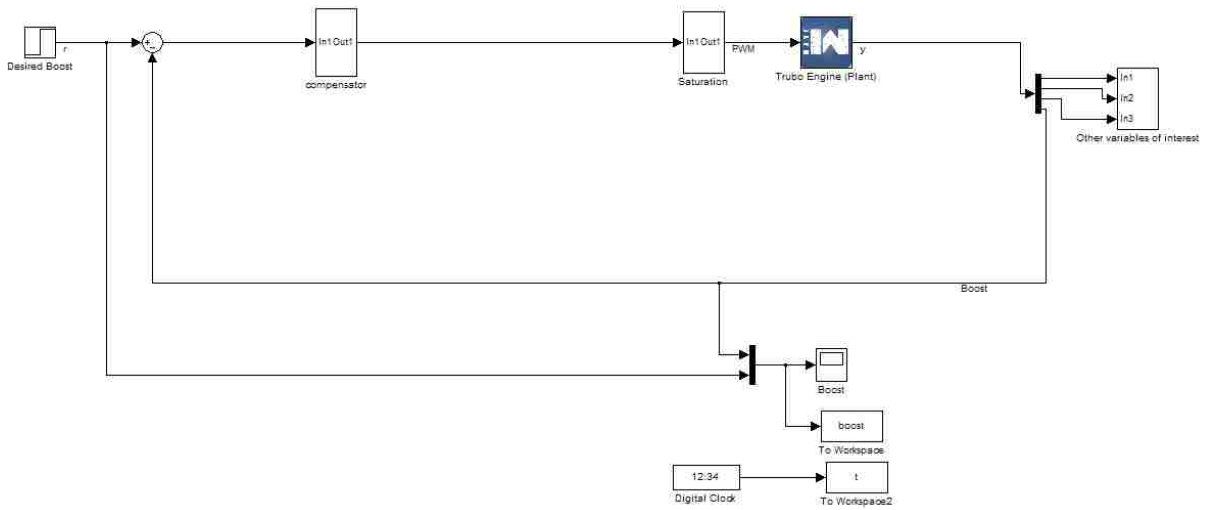 r
Desired Boost
+
-
In1 Out1
compensator
In1 Out1
Saturation
PWM
Trubo Engine (Plant)
y
In1
In2
In3
Other variables of interest
Boost
Boost
boost
To Workspace
12:34
Digital Clock
t
To Workspace2